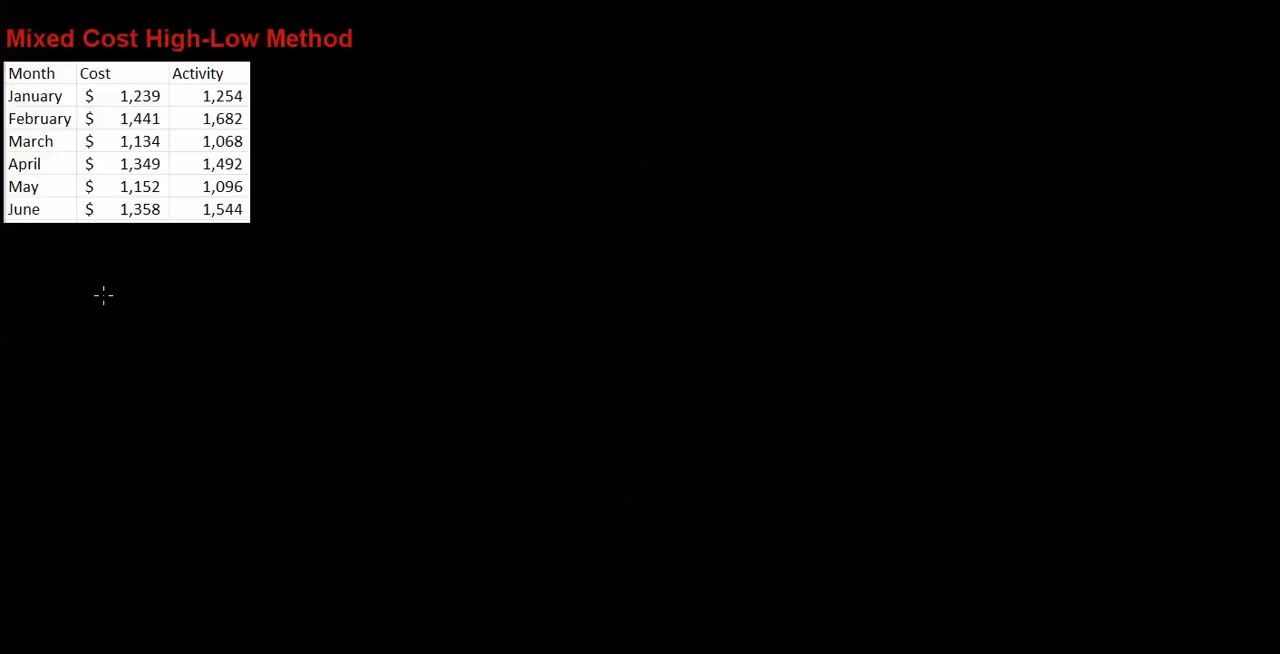 Mixed Cost High-Low Method
Month Cost Activity
January $ 1,239 1,254
February $ 1,441 1,682
March $ 1,134 1,068
April $ 1,349 1,492
May $ 1,152 1,096
June $ 1,358 1,544